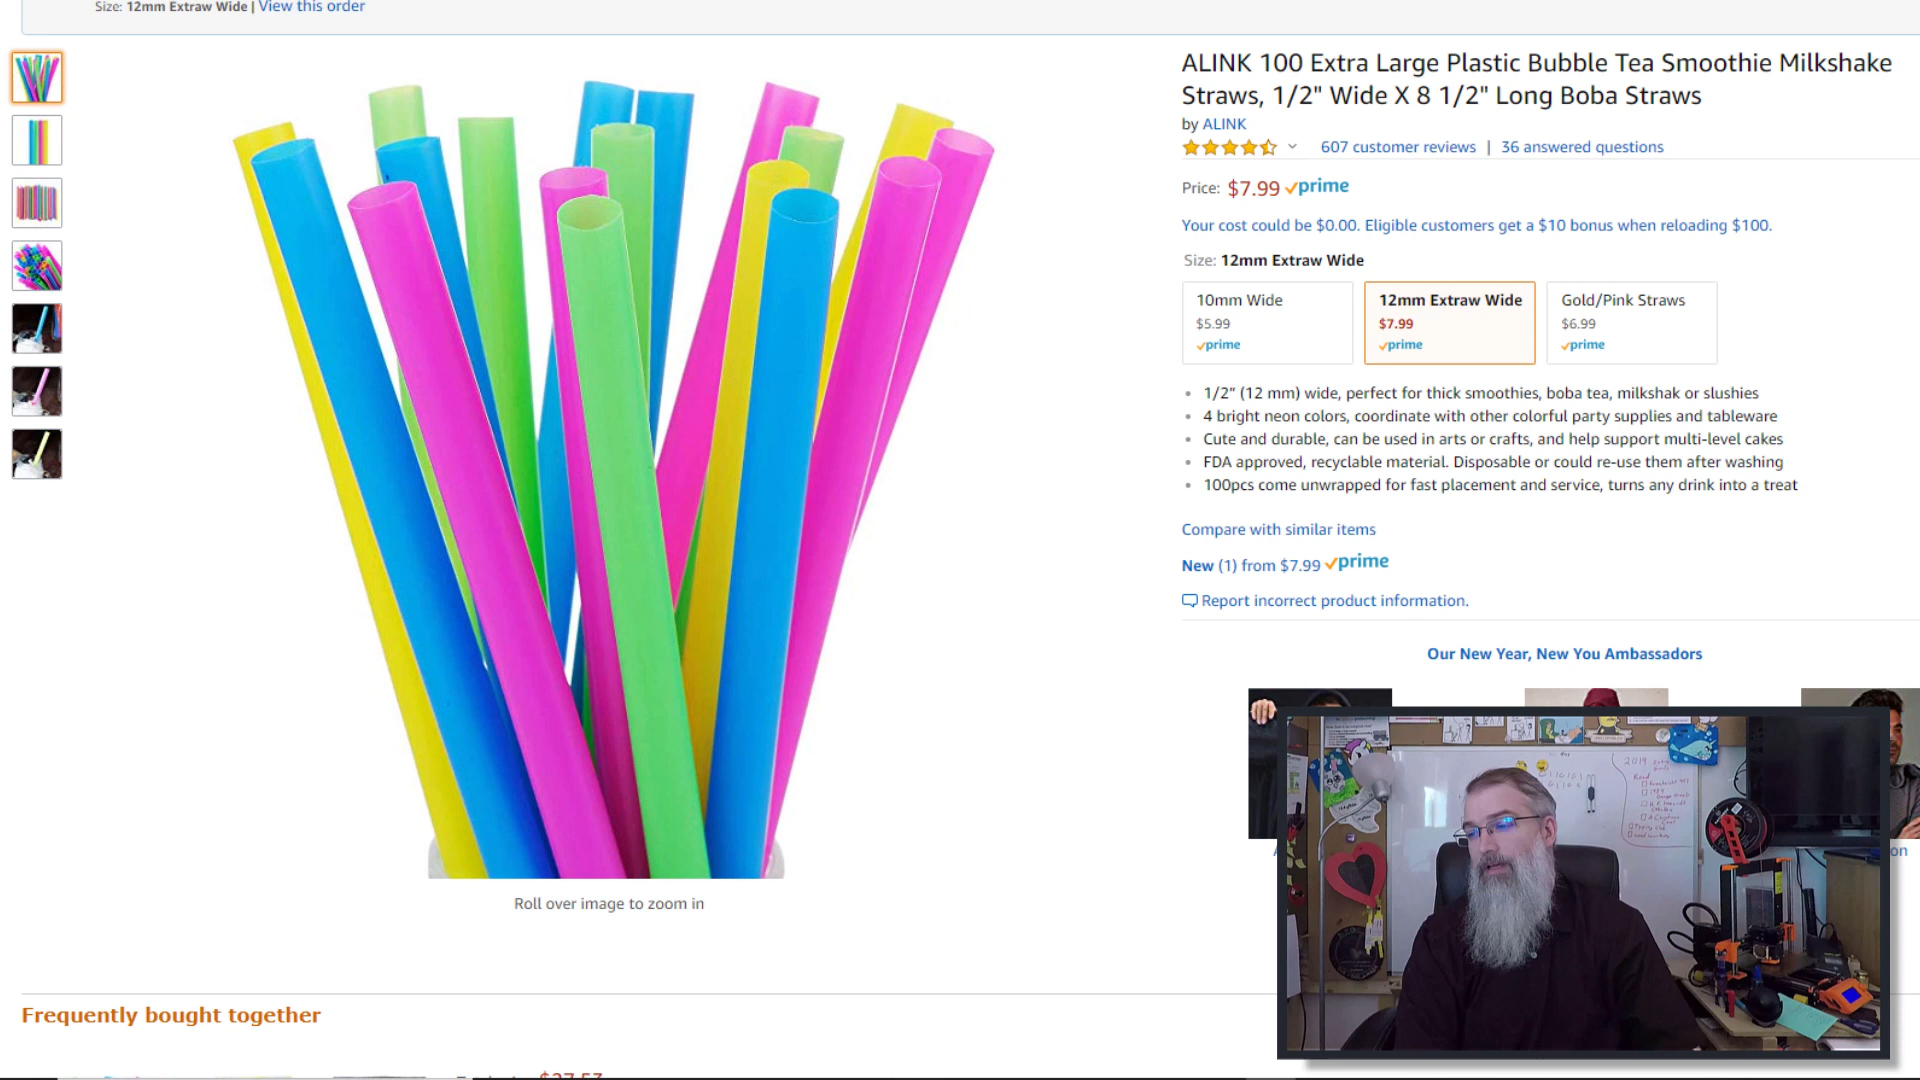 Size: 12mm Extraw Wide | View this order
ALINK 100 Extra Large Plastic Bubble Tea Smoothie Milkshake
Straws, 1/2" Wide X 8 1/2" Long Boba Straws
by ALINK
607 customer reviews | 36 answered questions
Price: $7.99 prime
Your cost could be $0.00. Eligible customers get a $10 bonus when reloading $100.
Size: 12mm Extraw Wide
10mm Wide
$5.99
prime
12mm Extraw Wide
$7.99
prime
Gold/Pink Straws
$6.99
prime
1/2" (12 mm) wide, perfect for thick smoothies, boba tea, milkshak or slushies
4 bright neon colors, coordinate with other colorful party supplies and tableware
Cute and durable, can be used in arts or crafts, and help support multi-level cakes
FDA approved, recyclable material. Disposable or could re-use them after washing
100pcs come unwrapped for fast placement and service, turns any drink into a treat
Compare with similar items
New (1) from $7.99 prime
Report incorrect product information.
Our New Year, New You Ambassadors
2019
Read
on
Roll over image to zoom in
Frequently bought together